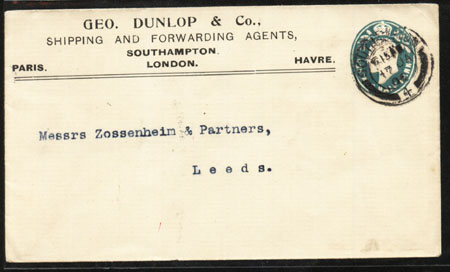 GEO. DUNLOP & Co.,
SHIPPING AND FORWARDING AGENTS,
SOUTHAMPTON.
PARIS. LONDON. HAVRE.
Messrs Zossenheim & Partners,
Leeds.